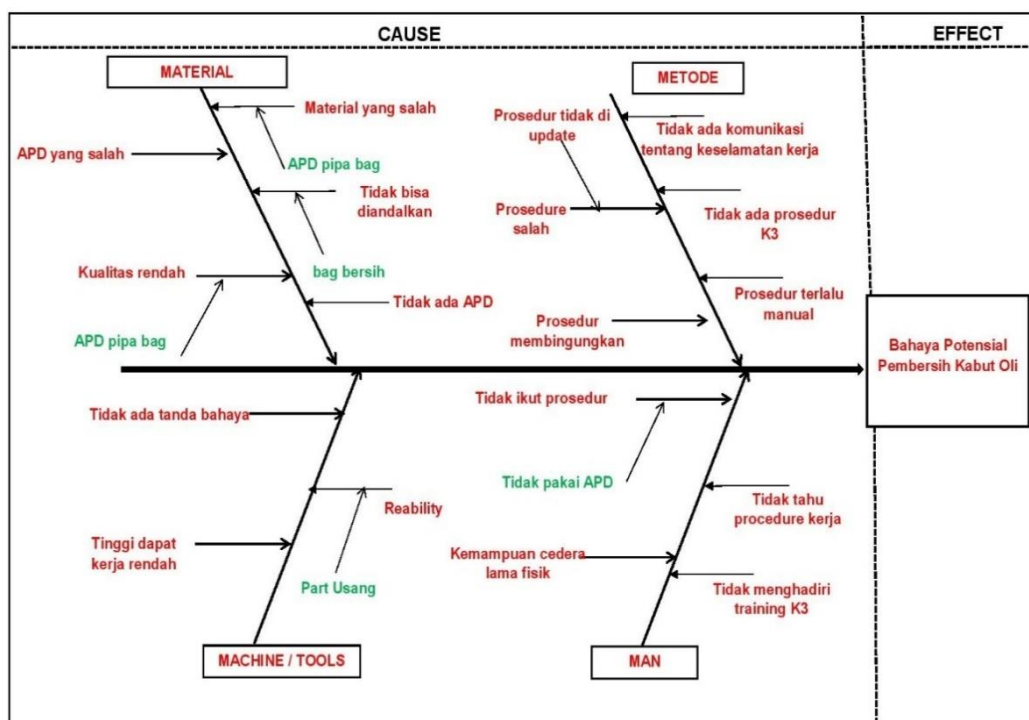 CAUSE
EFFECT
MATERIAL
METODE
Material yang salah
APD yang salah
APD pipa bag
Tidak bisa
diandalkan
bag bersih
Kualitas rendah
Tidak ada APD
APD pipa bag
Prosedur tidak di
update
Tidak ada komunikasi
tentang keselamatan kerja
Prosedure
salah
Tidak ada prosedur
K3
Prosedur terlalu
manual
Prosedur
membingungkan
Bahaya Potensial
Pembersih Kabut Oli
Tidak ada tanda bahaya
Reability
Tinggi dapat
kerja rendah
Part Usang
MACHINE / TOOLS
Tidak ikut prosedur
Tidak pakai APD
Tidak tahu
procedure kerja
Kemampuan cedera
lama fisik
Tidak menghadiri
training K3
MAN